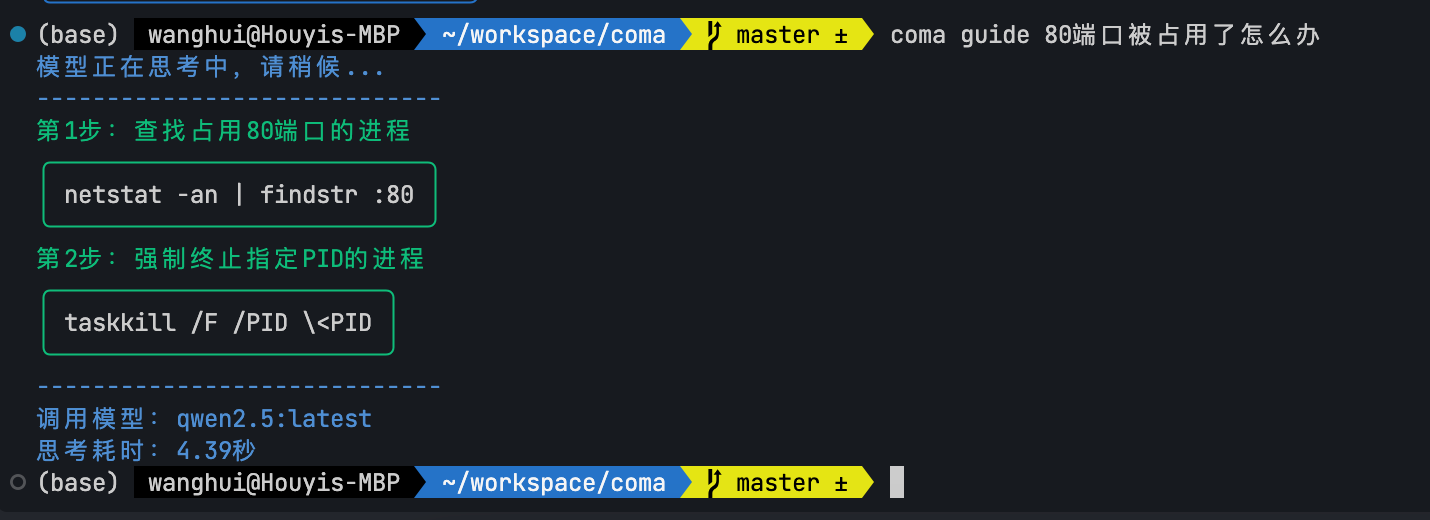 (base) wanghui@Houyis-MBP ~/workspace/coma master ± coma guide 80端口被占用了怎么办
模型正在思考中, 请稍候...
-----------------------------
第1步: 查找占用80端口的进程
netstat -an | findstr :80
第2步: 强制终止指定PID的进程
taskkill /F /PID \<PID
-----------------------------
调用模型: qwen2.5:latest
思考耗时: 4.39秒
(base) wanghui@Houyis-MBP ~/workspace/coma master ±